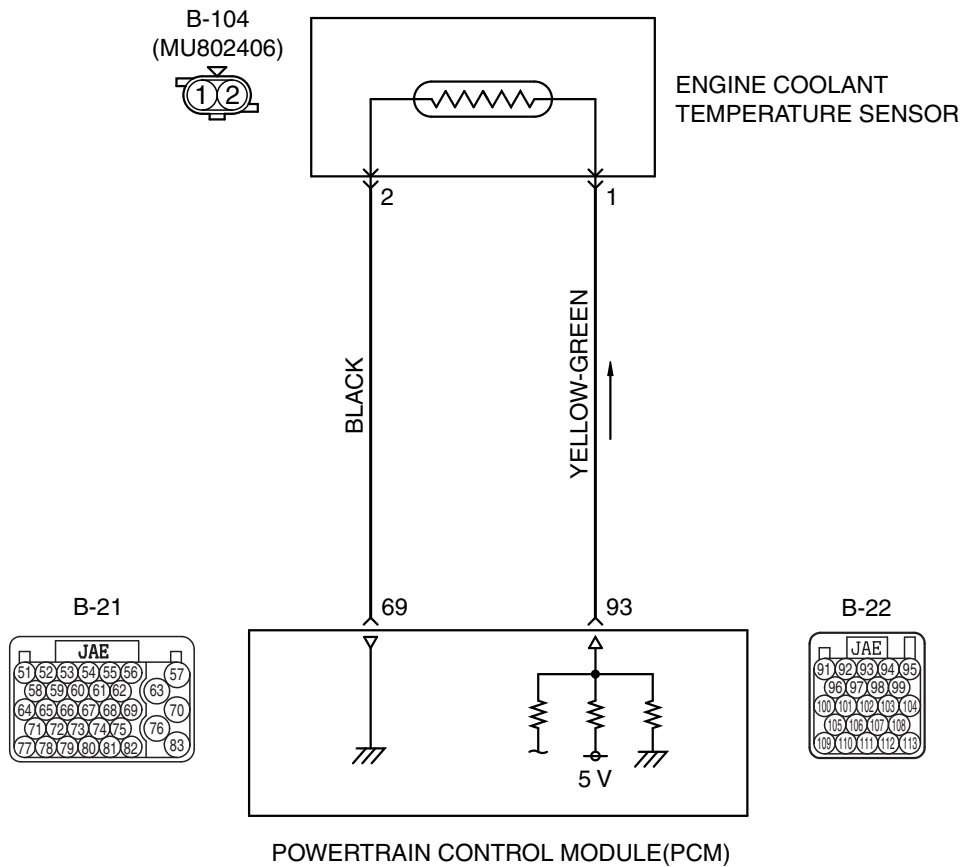 B-104
(MU802406)
1 2
ENGINE COOLANT
TEMPERATURE SENSOR
2
1
BLACK
YELLOW-GREEN
69
93
B-21
JAE
51 52 53 54 55 56 57
58 59 60 61 62 63
64 65 66 67 68 69 70
71 72 73 74 75 76
77 78 79 80 81 82 83
B-22
JAE
91 92 93 94 95
96 97 98 99
100 101 102 103 104
105 106 107 108
109 110 111 112 113
5 V
POWERTRAIN CONTROL MODULE(PCM)